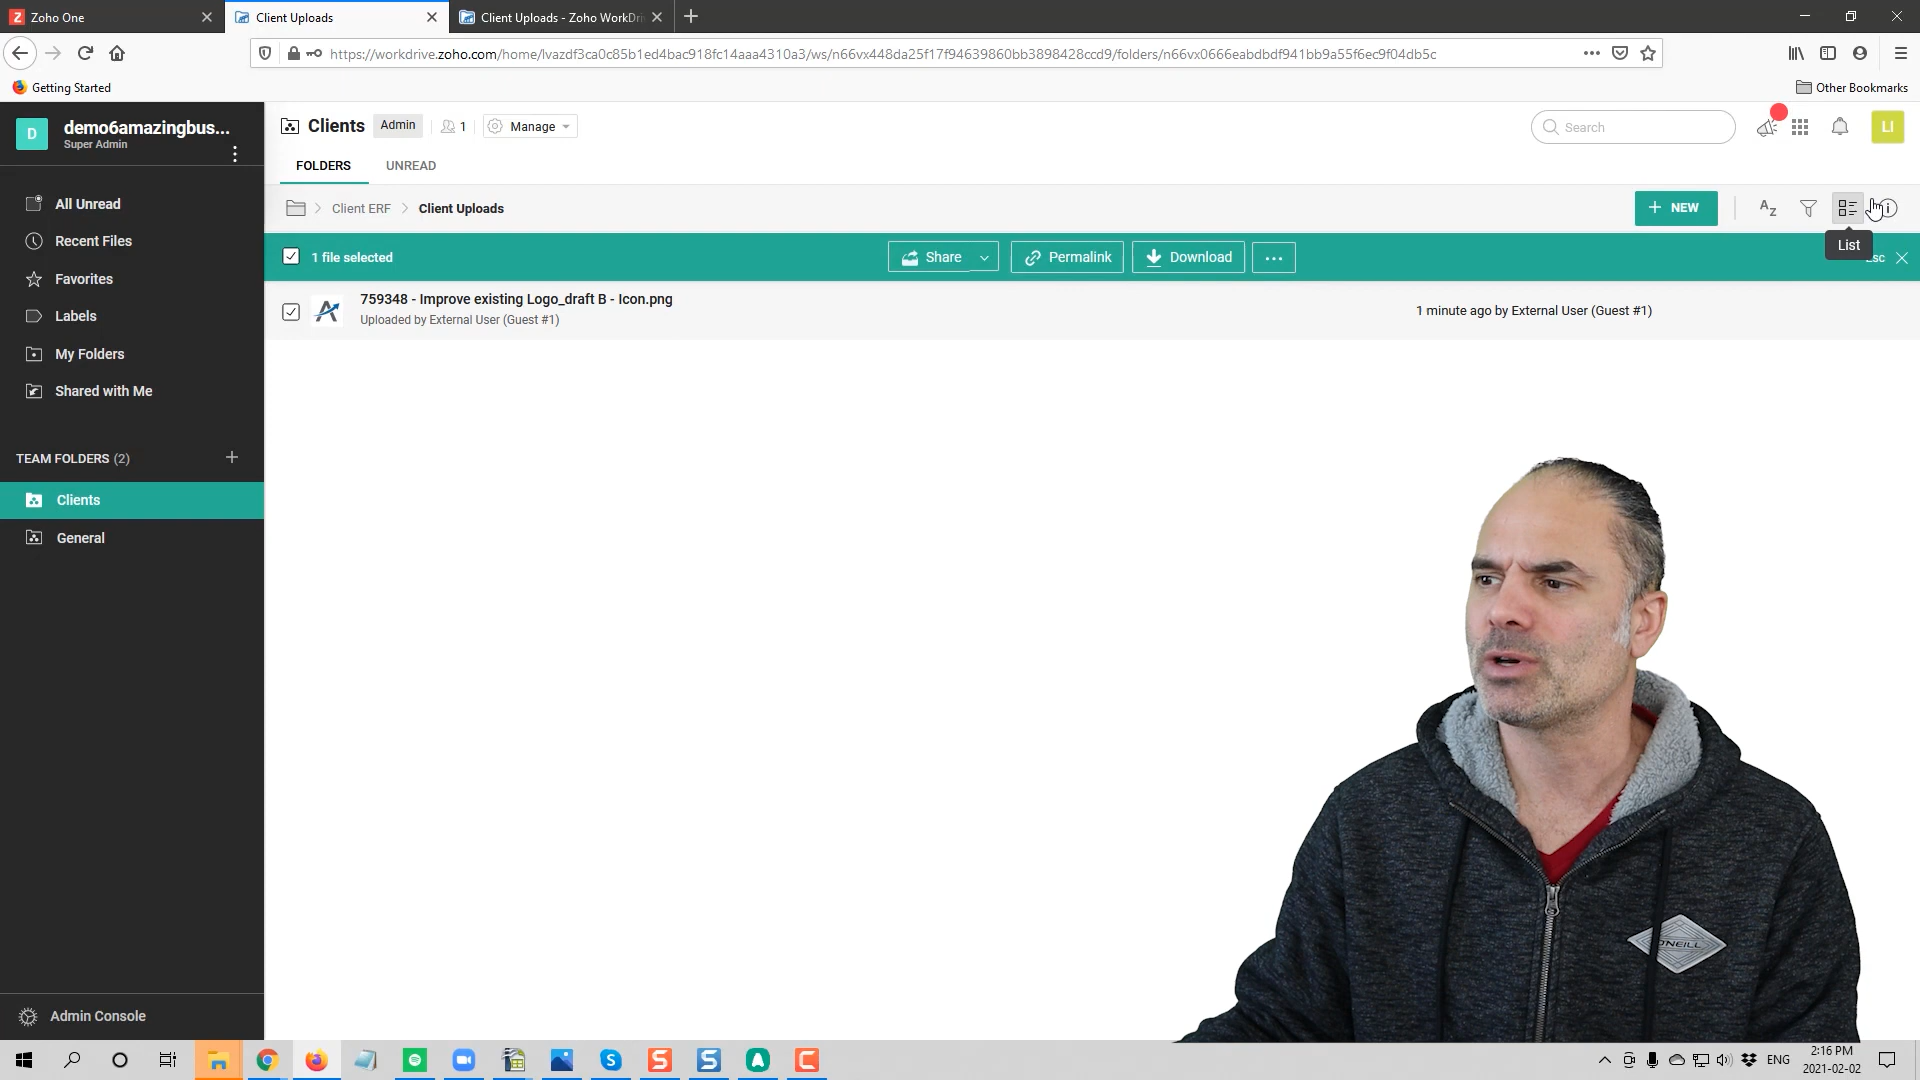 Zoho One
Client Uploads
Client Uploads - Zoho WorkDri
https://workdrive.zoho.com/home/lvazdf3ca0c85b1ed4bac918fc14aaa4310a3/ws/n66vx448da25f17f94639860bb3898428ccd9/folders/n66vx0666eabdbdf941bb9a55f6ec9f04db5c
Getting Started
Other Bookmarks
D
demo6amazingbus...
Super Admin
Clients
Admin
1
Manage
Search
LI
FOLDERS
UNREAD
Client ERF > Client Uploads
+ NEW
AZ
List
1 file selected
Share
Permalink
Download
...
sc
759348 - Improve existing Logo_draft B - Icon.png
Uploaded by External User (Guest #1)
1 minute ago by External User (Guest #1)
All Unread
Recent Files
Favorites
Labels
My Folders
Shared with Me
TEAM FOLDERS (2)
Clients
General
Admin Console
O'NEILL
ENG
2:16 PM
2021-02-02